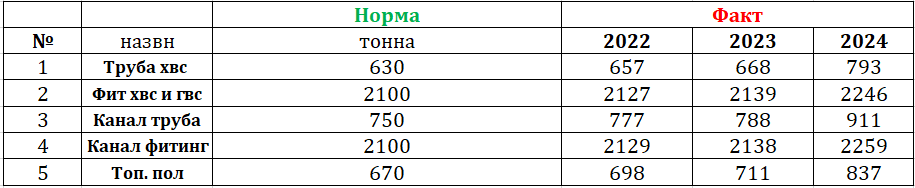 Норма Факт
№ назвн тонна 2022 2023 2024
1 Труба хвс 630 657 668 793
2 Фит хвс и гвс 2100 2127 2139 2246
3 Канал труба 750 777 788 911
4 Канал фитинг 2100 2129 2138 2259
5 Топ. пол 670 698 711 837